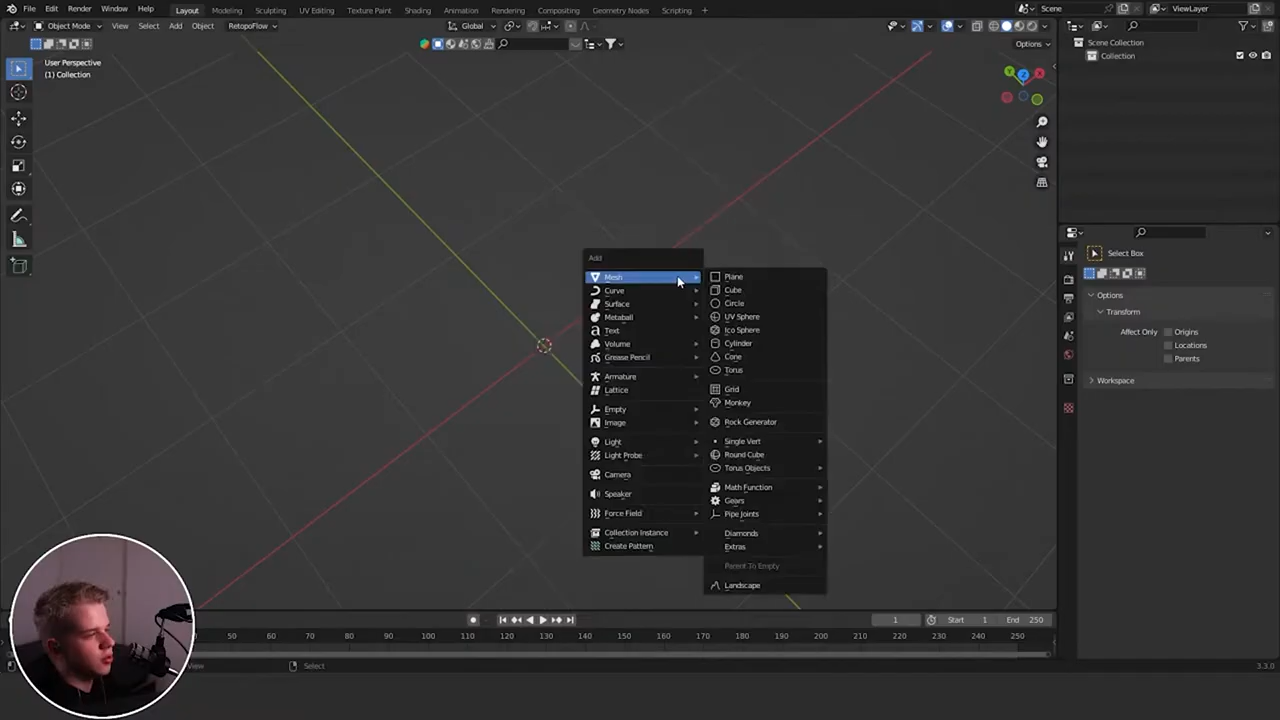 File Edit Render Window Help Layout Modeling Sculpting UV Editing Texture Paint Shading Animation Rendering Compositing Geometry Nodes Scripting + Scene ViewLayer
Object Mode View Select Add Object RetopoFlow Global
Options
User Perspective
(1) Collection
Scene Collection
Collection
Y Z X
Add
Mesh
Curve
Surface
Metaball
Text
Volume
Grease Pencil
Armature
Lattice
Empty
Image
Light
Light Probe
Camera
Speaker
Force Field
Collection Instance
Create Pattern
Plane
Cube
Circle
UV Sphere
Ico Sphere
Cylinder
Cone
Torus
Grid
Monkey
Rock Generator
Single Vert
Round Cube
Torus Objects
Math Function
Gears
Pipe Joints
Diamonds
Extras
Parent To Empty
Landscape
Select Box
Options
Transform
Affect Only Origins
Locations
Parents
Workspace
1 Start 1 End 250
50 60 70 80 90 100 110 120 130 140 150 160 170 180 190 200 210 220 230 240 250
View Select 3.3.0